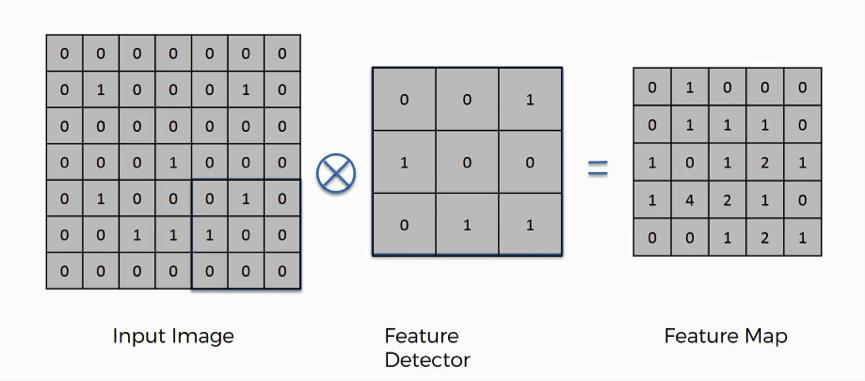 0 0 0 0 0 0 0
0 1 0 0 0 1 0
0 0 0 0 0 0 0
0 0 0 1 0 0 0
0 1 0 0 0 1 0
0 0 1 1 1 0 0
0 0 0 0 0 0 0
Input Image
0 0 1
1 0 0
0 1 1
Feature
Detector
=
0 1 0 0 0
0 1 1 1 0
1 0 1 2 1
1 4 2 1 0
0 0 1 2 1
Feature Map